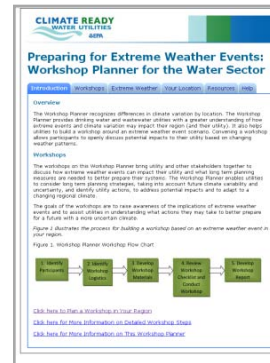 CLIMATE READY
WATER UTILITIES
EPA
Preparing for Extreme Weather Events:
Workshop Planner for the Water Sector
Introduction Workshops Extreme Weather Your Location Resources Help
Overview
The Workshop Planner recognizes differences in climate variation by location. The Workshop
Planner provides drinking water and wastewater utilities with a greater understanding of how
extreme events and climate variation may impact their region (and their utility). It also helps
utilities to build a workshop around an extreme weather event scenario. Convening a workshop
allows participants to openly discuss potential impacts to their utility based on changing
weather patterns.
Workshops
The workshops on this Workshop Planner bring utility and other stakeholders together to
discuss how extreme weather events can impact their utility and what long term planning
measures are needed to better prepare their systems. The Workshop Planner enables utilities
to consider long term planning strategies, taking into account future climate variability and
uncertainty, and identify utility actions, to address potential impacts and to adapt to a
changing regional climate.
The goals of the workshops are to raise awareness of the implications of extreme weather
events and to assist utilities in understanding what actions they may take to better prepare
for a future with a more uncertain climate.
Figure 1 illustrates the process for building a workshop based on an extreme weather event in
your region.
Figure 1. Workshop Planner Workshop Flow Chart
1. Identify
Participants
2. Identify
Workshop
Logistics
3. Develop
Workshop
Materials
4. Review
Workshop
Checklist and
Conduct
Workshop
5. Develop
Workshop
Report
Click here to Plan a Workshop in Your Region
Click here for More Information on Detailed Workshop Steps
Click here for More Information on This Workshop Planner